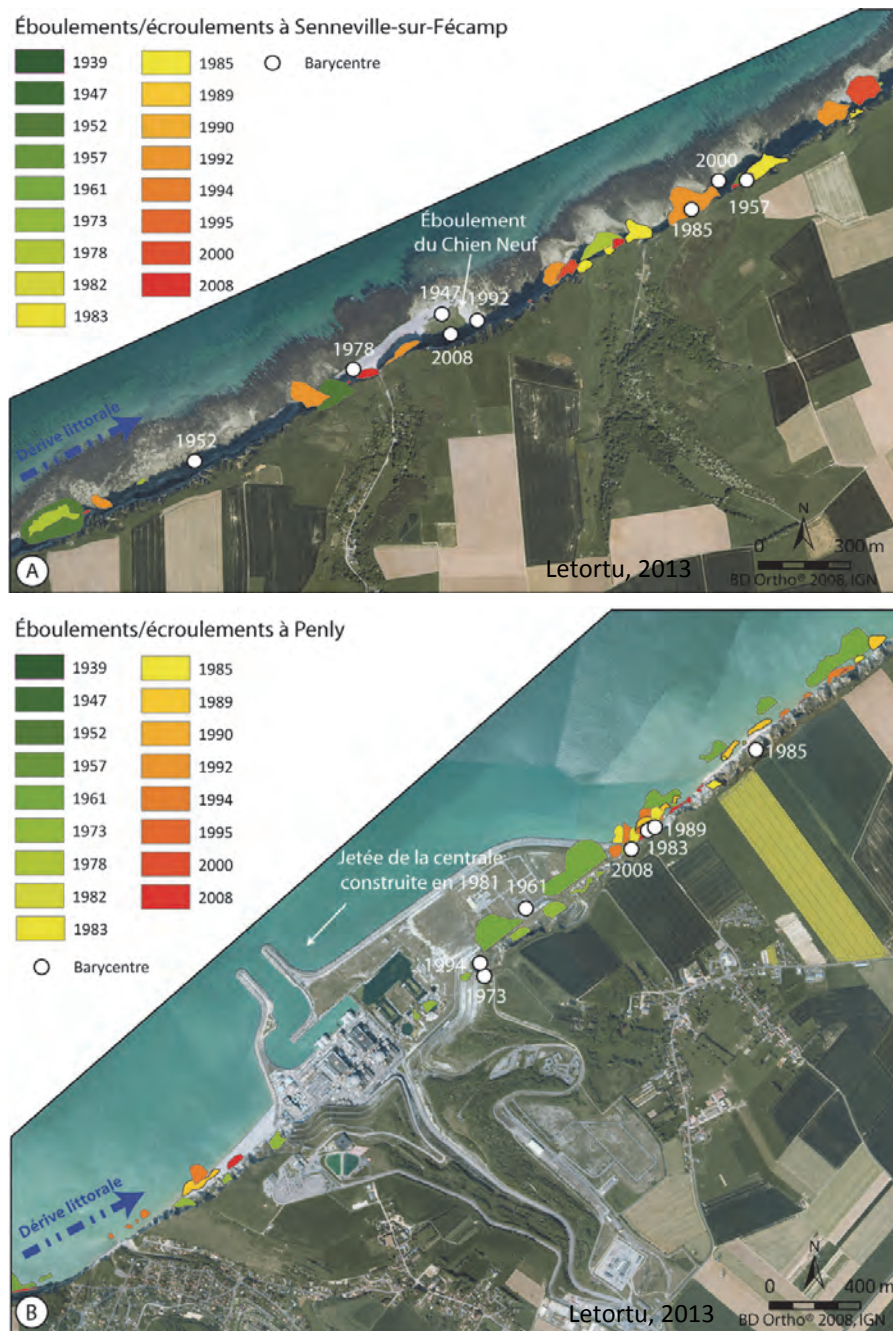 Éboulements/écroulements à Senneville-sur-Fécamp
1939
1947
1952
1957
1961
1973
1978
1982
1983
1985
1989
1990
1992
1994
1995
2000
2008
Barycentre
2000
1957
1985
Éboulement
du Chien Neuf
1947
1992
2008
1978
1952
Dérive littorale
A
Letortu, 2013
N
0 300 m
BD Ortho® 2008, IGN
Éboulements/écroulements à Penly
1939
1947
1952
1957
1961
1973
1978
1982
1983
1985
1989
1990
1992
1994
1995
2000
2008
Barycentre
1985
1989
1983
2008
Jetée de la centrale
construite en 1981
1961
1994
1973
Dérive littorale
B
Letortu, 2013
N
0 400 m
BD Ortho® 2008, IGN